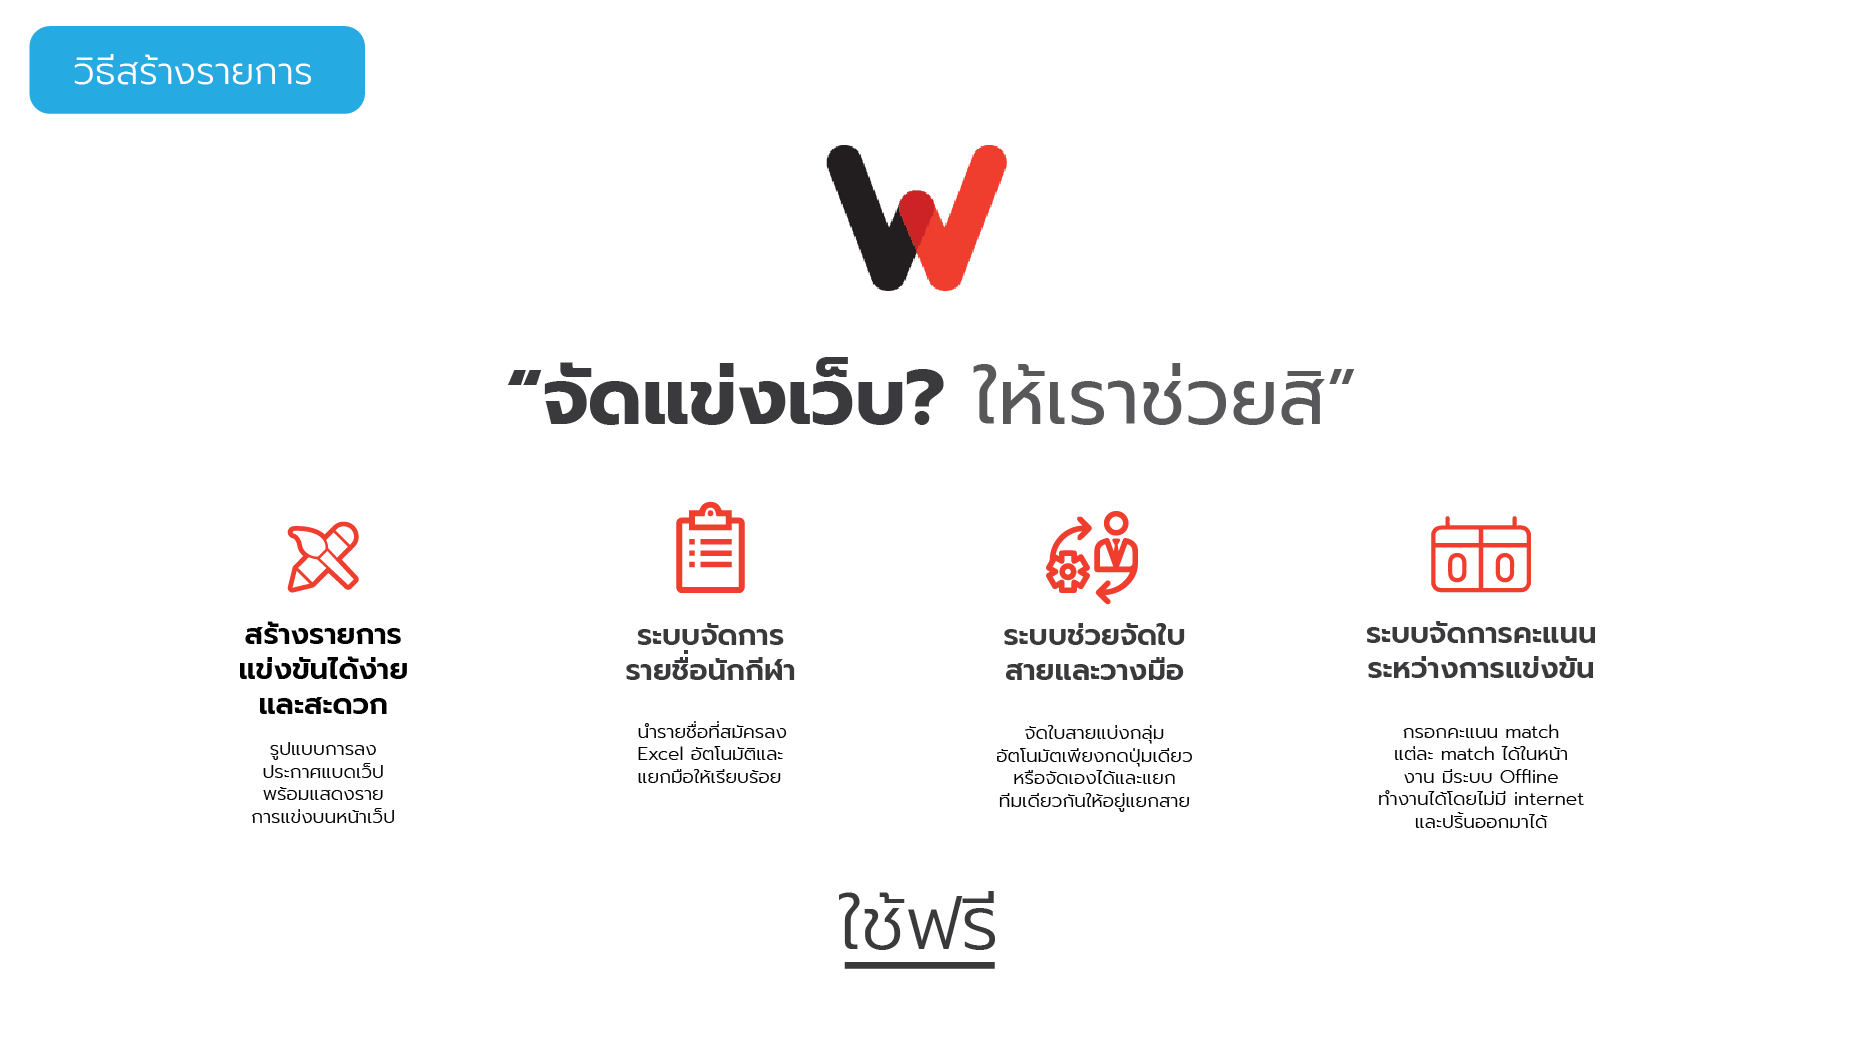 วิธีสร้างรายการ
“จัดแข่งเว็บ? ให้เราช่วยสิ”
สร้างรายการ
แข่งขันได้ง่าย
และสะดวก
รูปแบบการลง
ประกาศแบดเว็ป
พร้อมแสดงราย
การแข่งบนหน้าเว็ป
ระบบจัดการ
รายชื่อนักกีฬา
นำรายชื่อที่สมัครลง
Excel อัตโนมัติและ
แยกมือให้เรียบร้อย
ระบบช่วยจัดใบ
สายและวางมือ
จัดใบสายแบ่งกลุ่ม
อัตโนมัตเพียงกดปุ่มเดียว
หรือจัดเองได้และแยก
ทีมเดียวกันให้อยู่แยกสาย
ระบบจัดการคะแนน
ระหว่างการแข่งขัน
กรอกคะแนน match
แต่ละ match ได้ในหน้า
งาน มีระบบ Offline
ทำงานได้โดยไม่มี internet
และปริ้นออกมาได้
ใช้ฟรี